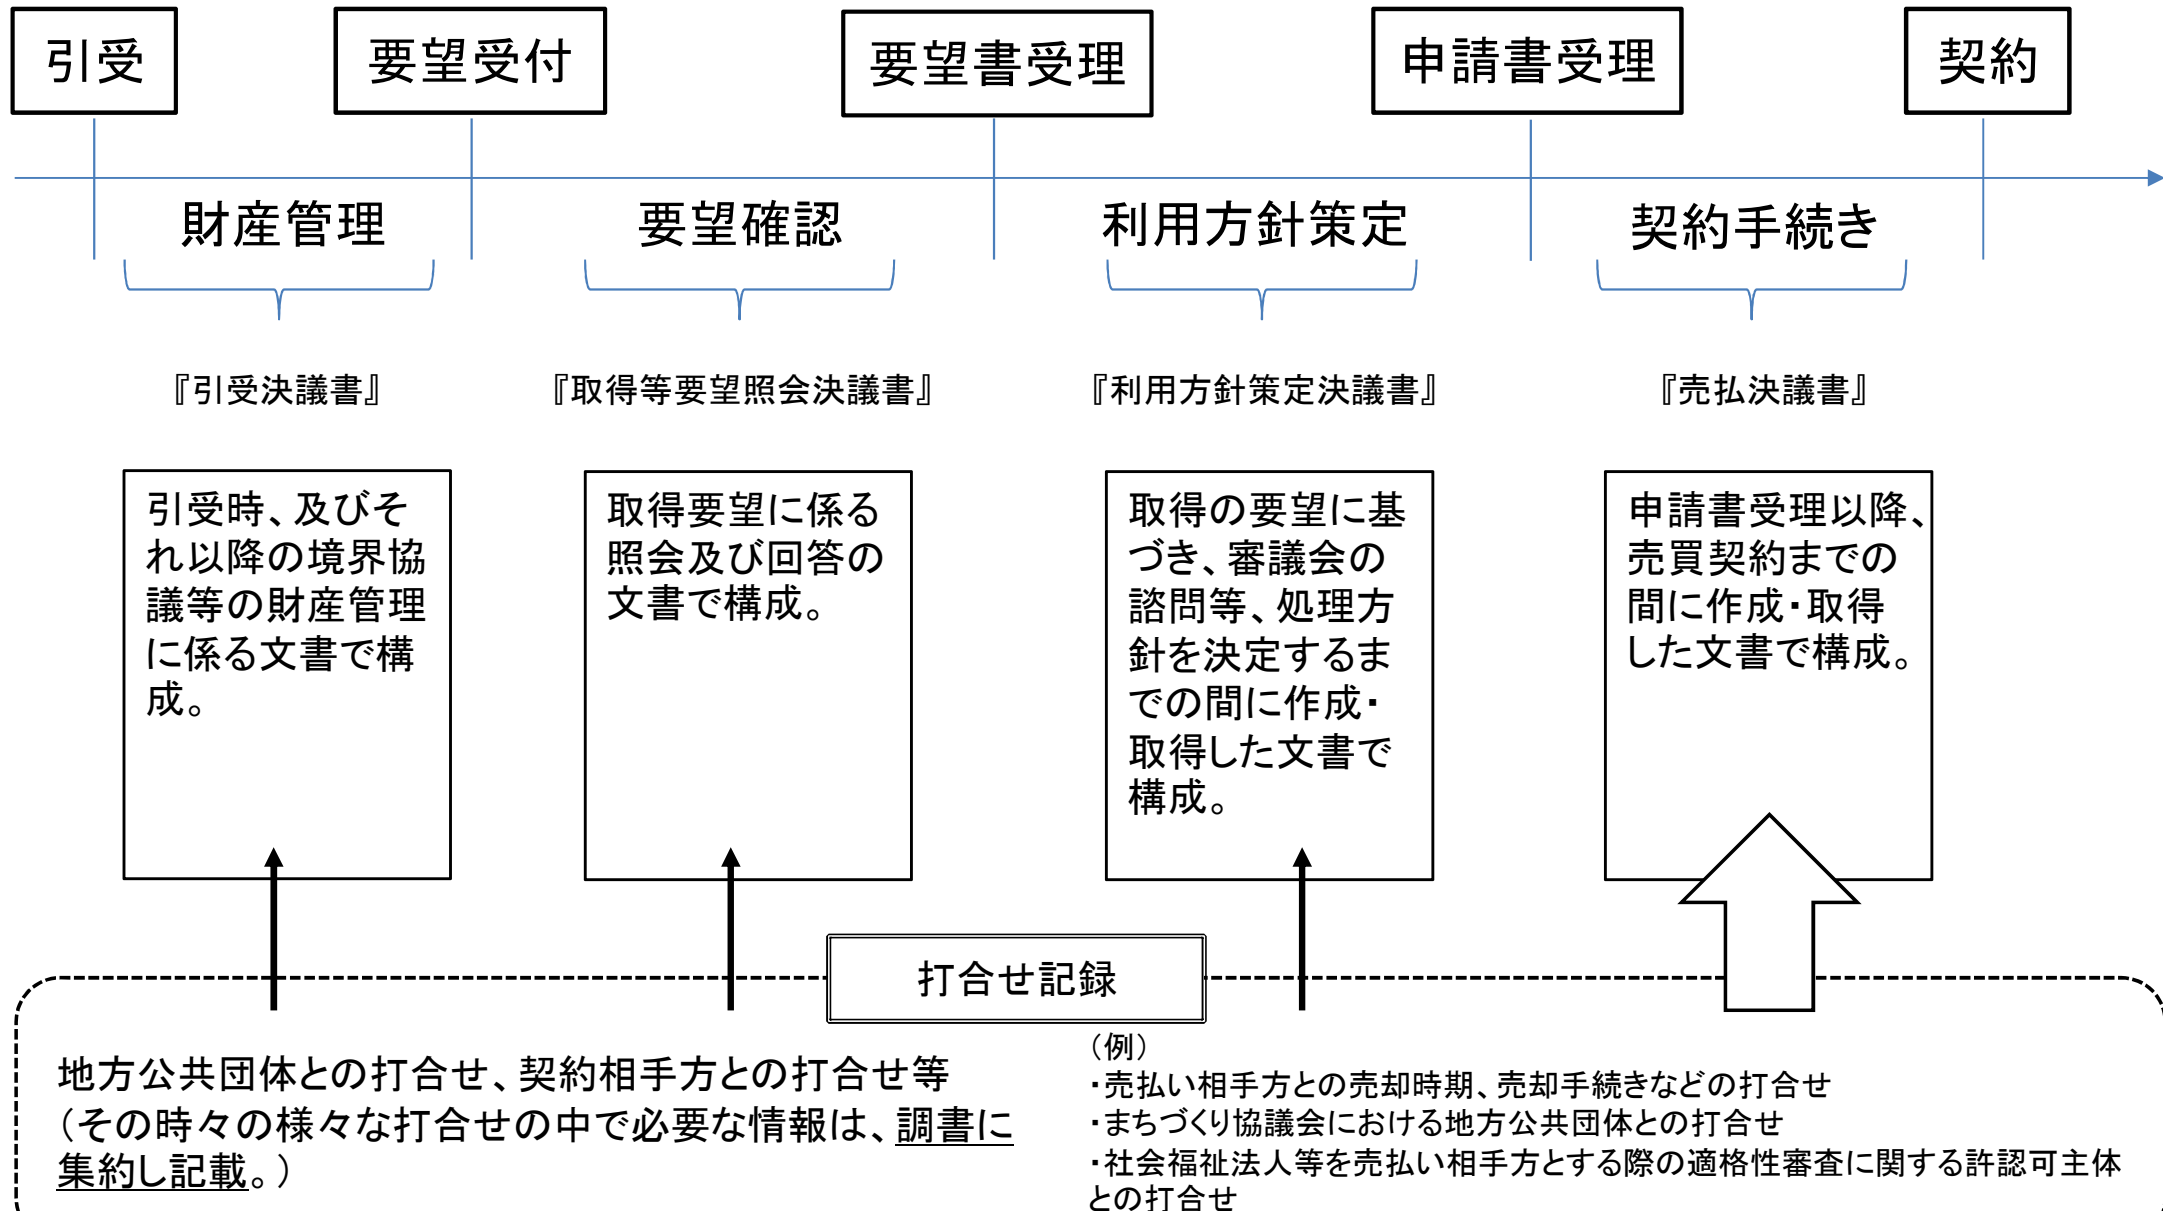 引受
要望受付
要望書受理
申請書受理
契約
財産管理
要望確認
利用方針策定
契約手続き
『引受決議書』
『取得等要望照会決議書』
『利用方針策定決議書』
『売払決議書』
引受時、及びそ
れ以降の境界協
議等の財産管理
に係る文書で構
成。
取得要望に係る
照会及び回答の
文書で構成。
取得の要望に基
づき、審議会の
諮問等、処理方
針を決定するま
での間に作成・
取得した文書で
構成。
申請書受理以降、
売買契約までの
間に作成・取得
した文書で構成。
打合せ記録
地方公共団体との打合せ、契約相手方との打合せ等
（その時々の様々な打合せの中で必要な情報は、調書に
集約し記載。）
（例）
・売払い相手方との売却時期、売却手続きなどの打合せ
・まちづくり協議会における地方公共団体との打合せ
・社会福祉法人等を売払い相手方とする際の適格性審査に関する許認可主体
との打合せ